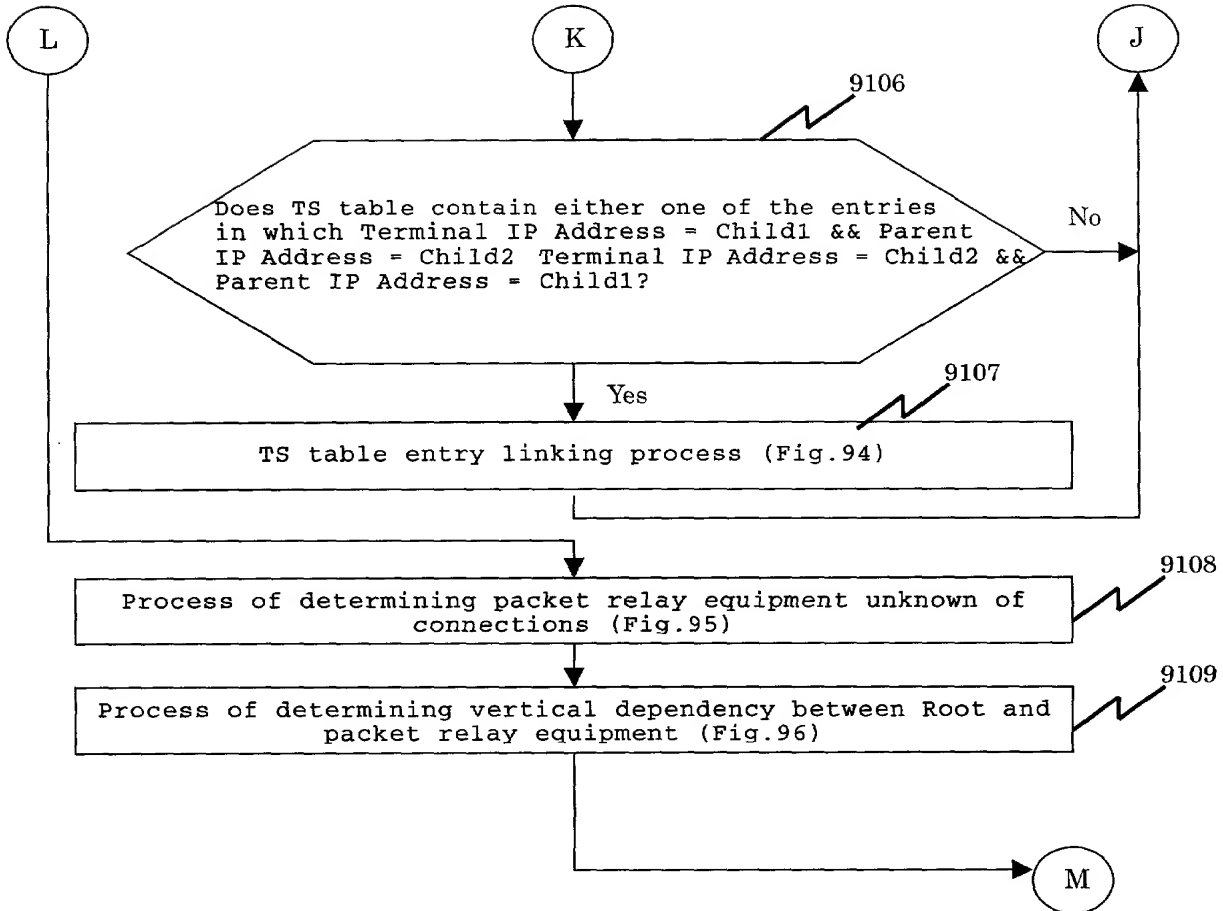 L
K
J
9106
Does TS table contain either one of the entries
in which Terminal IP Address = Child1 && Parent
IP Address = Child2 Terminal IP Address = Child2 &&
Parent IP Address = Child1?
No
Yes
9107
TS table entry linking process (Fig.94)
9108
Process of determining packet relay equipment unknown of
connections (Fig.95)
9109
Process of determining vertical dependency between Root and
packet relay equipment (Fig.96)
M